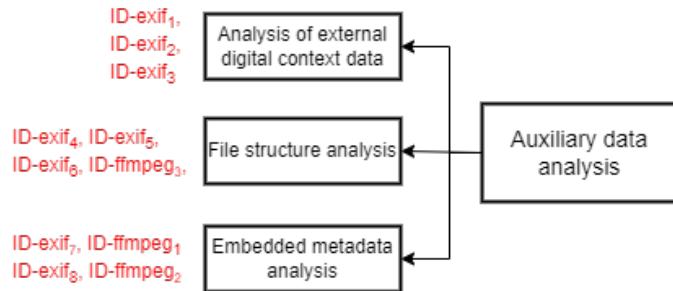 ID-exif₁,
ID-exif₂,
ID-exif₃
Analysis of external
digital context data
ID-exif₄, ID-exif₅,
ID-exif₆, ID-ffmpeg₃,
File structure analysis
Auxiliary data
analysis
ID-exif₇, ID-ffmpeg₁
ID-exif₈, ID-ffmpeg₂
Embedded metadata
analysis